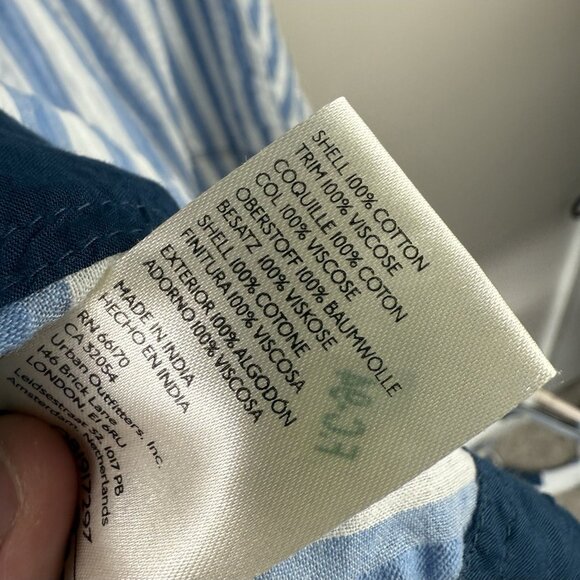 SHELL 100% COTTON
TRIM 100% VISCOSE
COQUILLE 100% COTON
COL 100% VISCOSE
OBERSTOFF 100% BAUMWOLLE
BESATZ 100% VISKOSE
SHELL 100% COTONE
FINITURA 100% VISCOSA
EXTERIOR 100% ALGODÓN
ADORNO 100% VISCOSA
MADE IN INDIA
HECHO EN INDIA
RN 66170
CA 32054
Urban Outfitters, Inc.
146 Brick Lane
LONDON, E1 6RU
Leidsestraat 52, 1017 PB
Amsterdam Netherlands